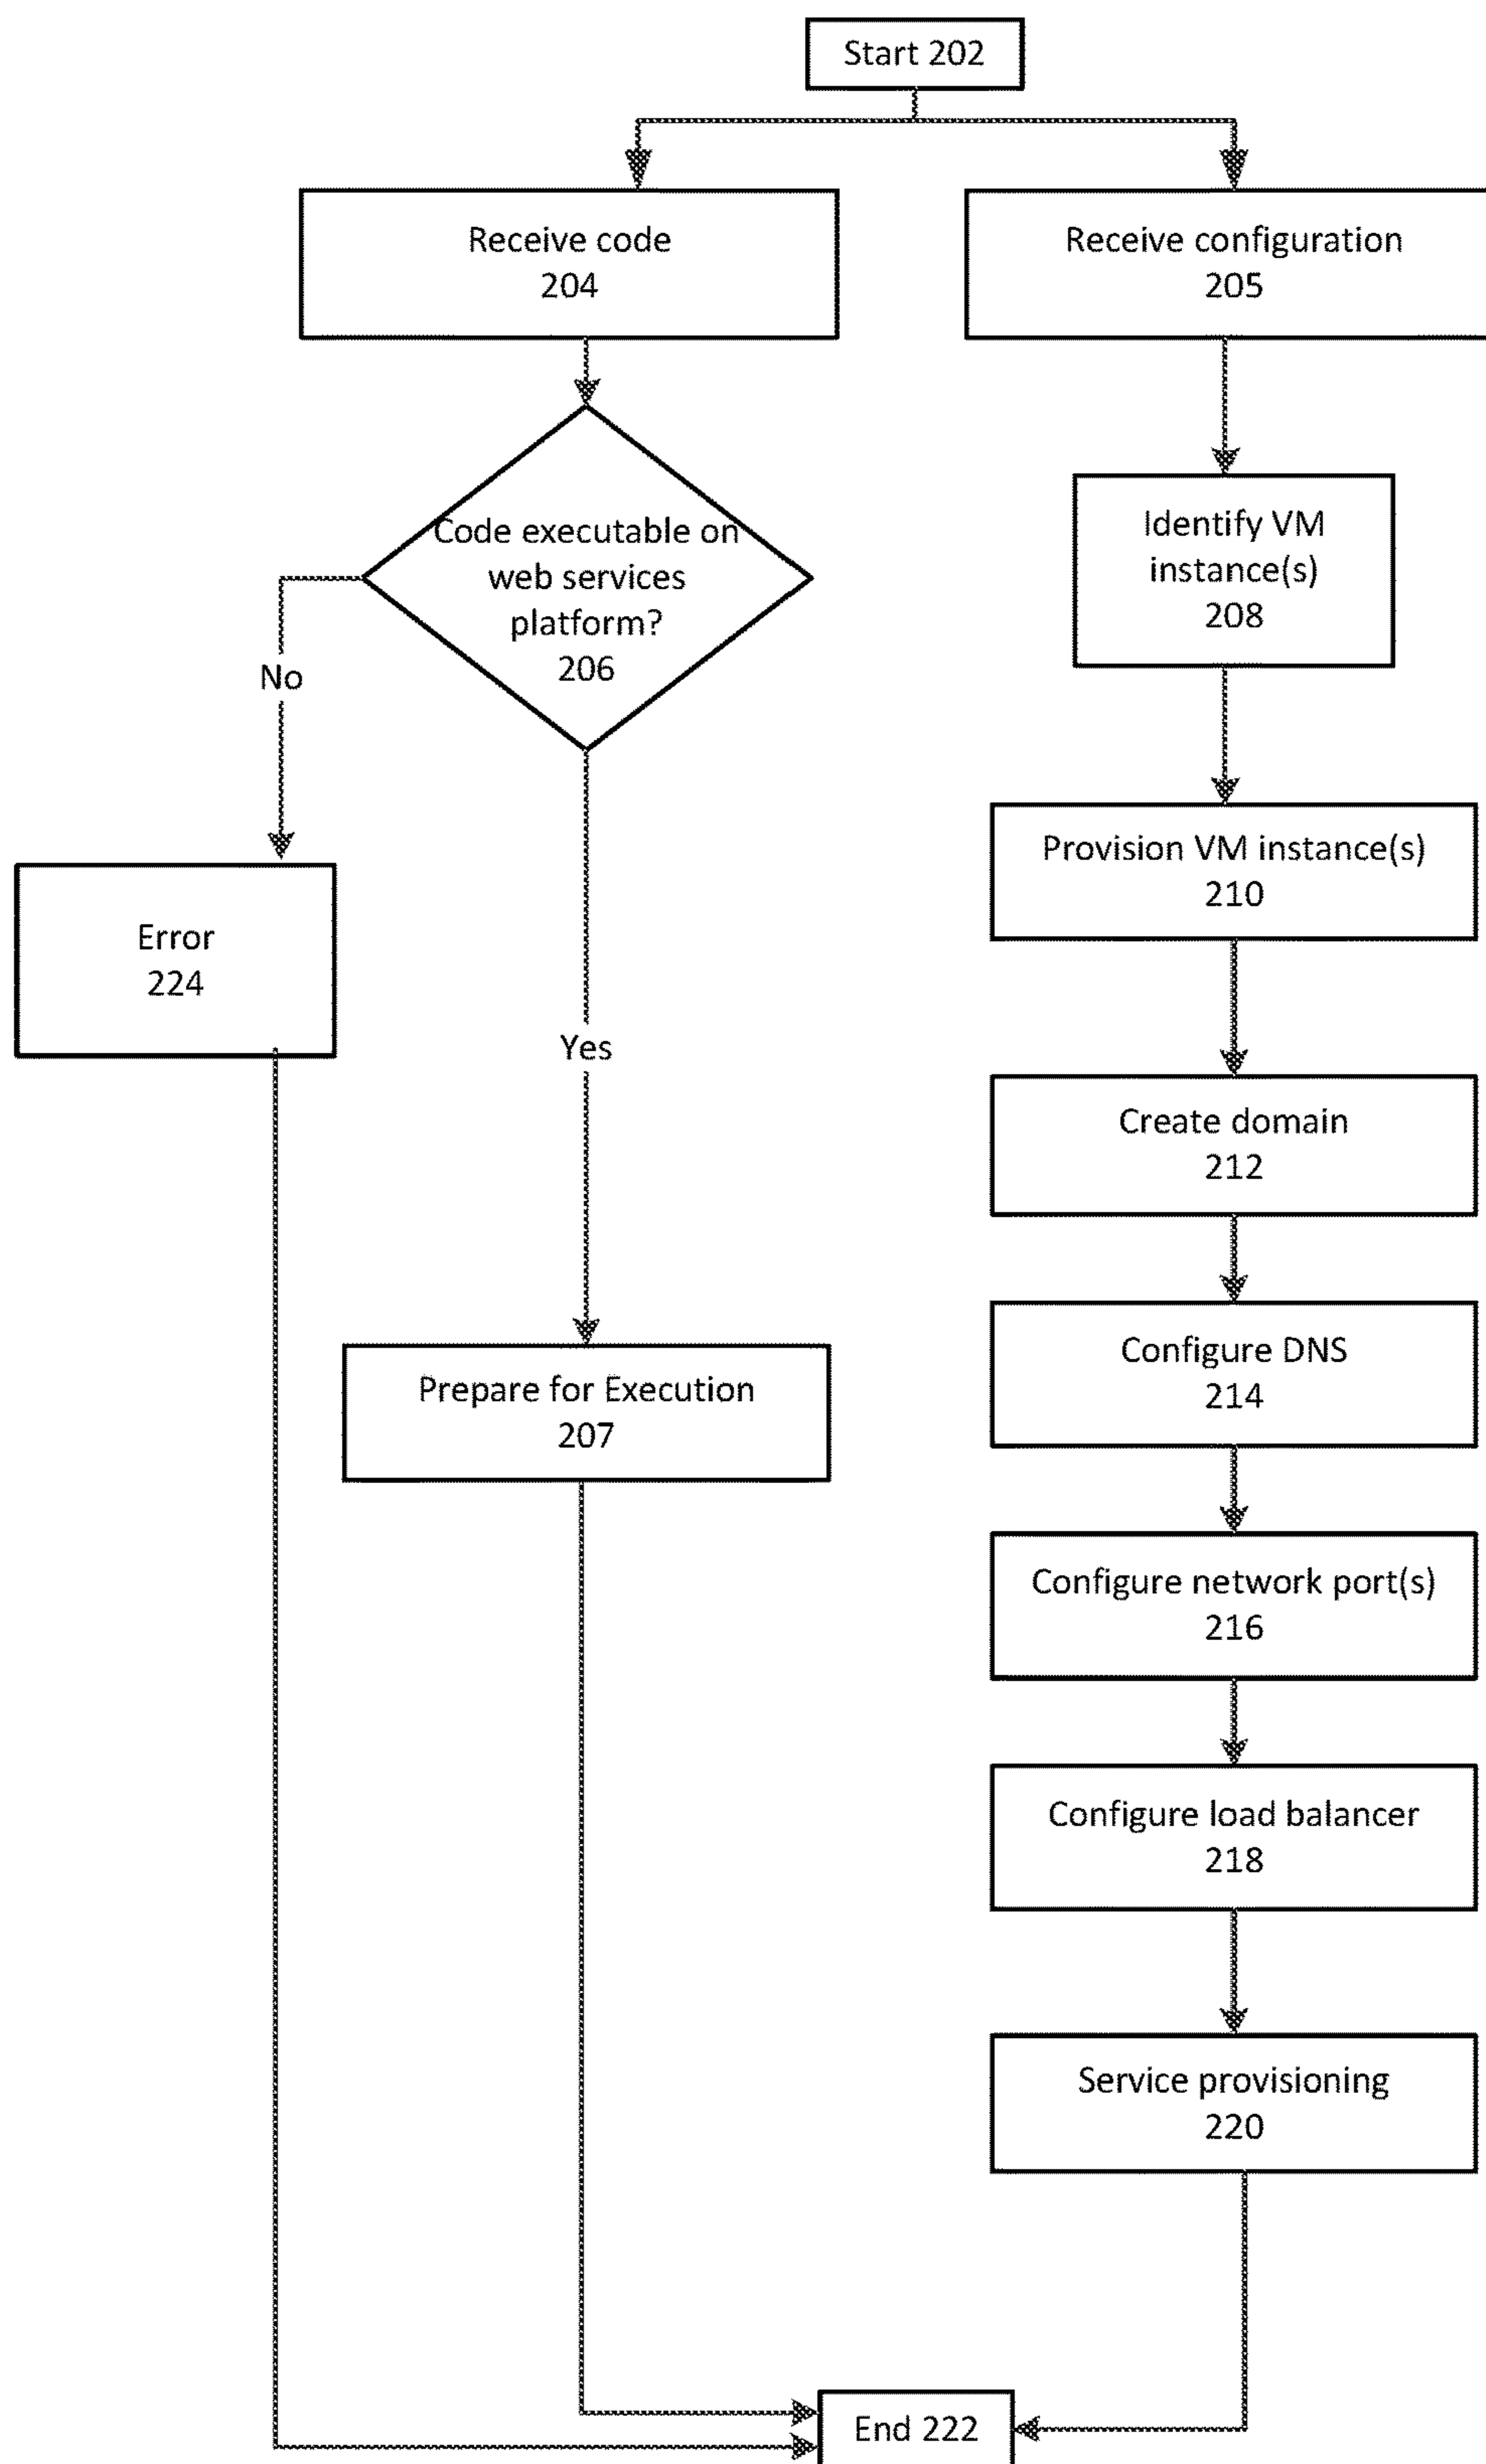 Start 202
Receive code
204
Receive configuration
205
Code executable on
web services
platform?
206
Identify VM
instance(s)
208
No
Provision VM instance(s)
210
Error
224
Yes
Create domain
212
Configure DNS
214
Prepare for Execution
207
Configure network port(s)
216
Configure load balancer
218
Service provisioning
220
End 222